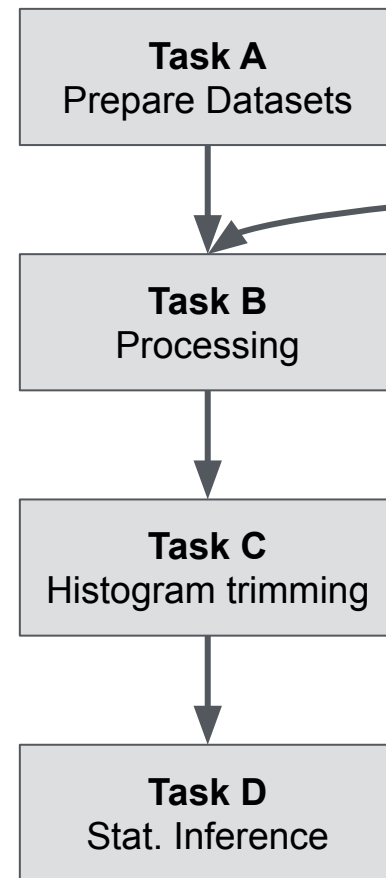 Task A
Prepare Datasets
Task B
Processing
Task C
Histogram trimming
Task D
Stat. Inference